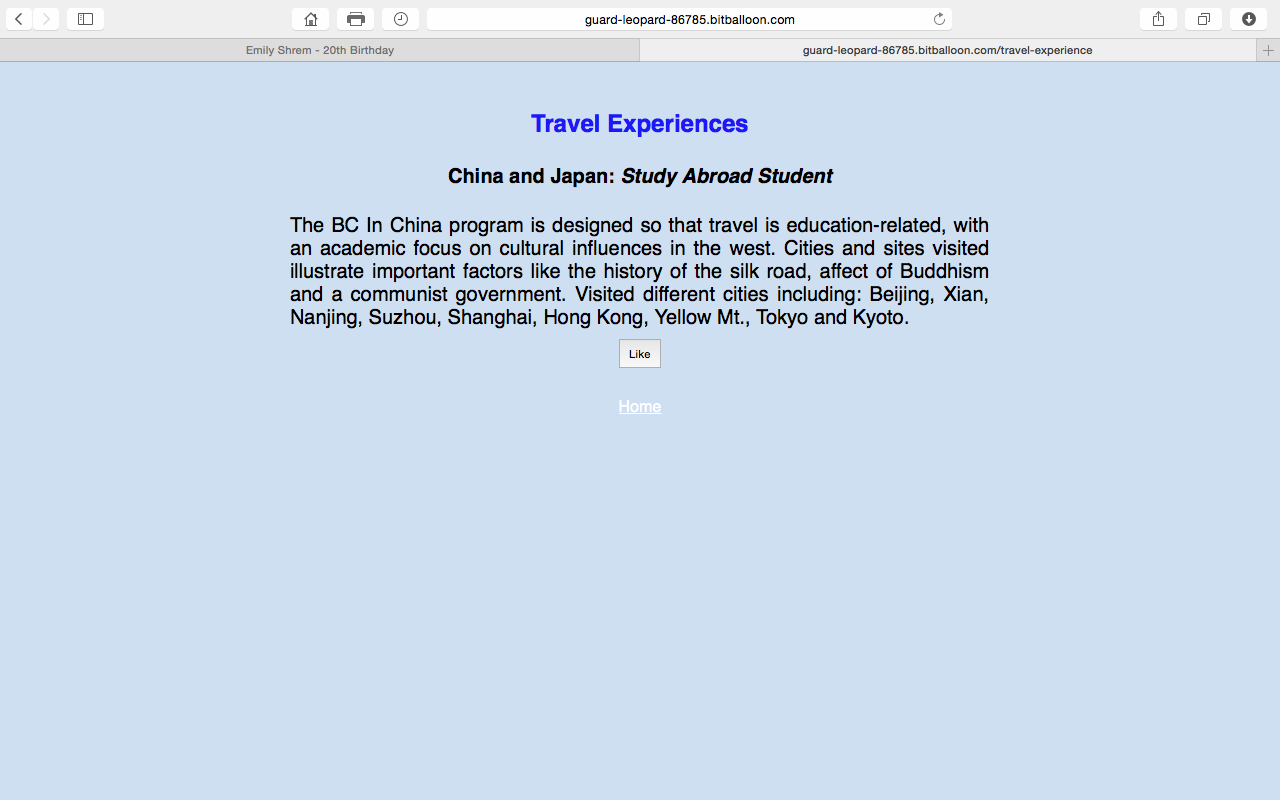 guard-leopard-86785.bitballoon.com
Emily Shrem - 20th Birthday
guard-leopard-86785.bitballoon.com/travel-experience
Travel Experiences
China and Japan: Study Abroad Student
The BC In China program is designed so that travel is education-related, with
an academic focus on cultural influences in the west. Cities and sites visited
illustrate important factors like the history of the silk road, affect of Buddhism
and a communist government. Visited different cities including: Beijing, Xian,
Nanjing, Suzhou, Shanghai, Hong Kong, Yellow Mt., Tokyo and Kyoto.
Like
Home